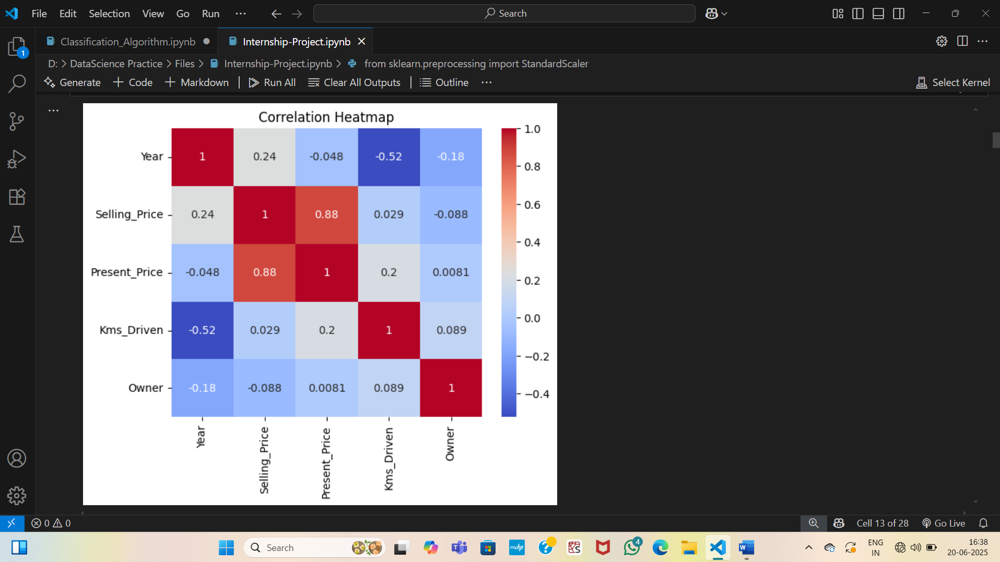 File Edit Selection View Go Run ··· Search
Classification_Algorithm.ipynb Internship-Project.ipynb
D: > DataScience Practice > Files > Internship-Project.ipynb > from sklearn.preprocessing import StandardScaler
Generate + Code + Markdown Run All Clear All Outputs Outline ··· Select Kernel
1
Correlation Heatmap
Year 1 0.24 -0.048 -0.52 -0.18
Selling_Price 0.24 1 0.88 0.029 -0.088
Present_Price -0.048 0.88 1 0.2 0.0081
Kms_Driven -0.52 0.029 0.2 1 0.089
Owner -0.18 -0.088 0.0081 0.089 1
Year Selling_Price Present_Price Kms_Driven Owner
1.0
0.8
0.6
0.4
0.2
0.0
−0.2
−0.4
0 0 Cell 13 of 28 Go Live
Search myhp 4 W ENG 16:38
IN 20-06-2025